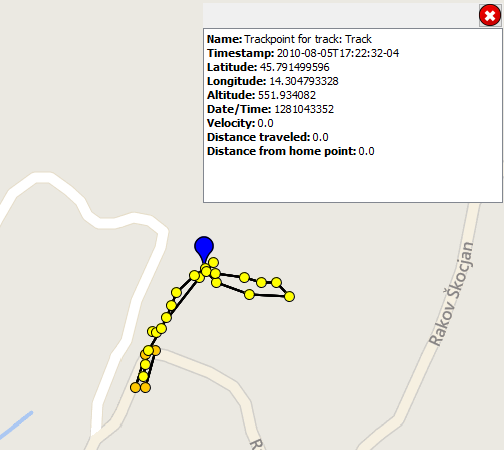 Name: Trackpoint for track: Track
Timestamp: 2010-08-05T17:22:32-04
Latitude: 45.791499596
Longitude: 14.304793328
Altitude: 551.934082
Date/Time: 1281043352
Velocity: 0.0
Distance traveled: 0.0
Distance from home point: 0.0
Rakov Škocjan
R